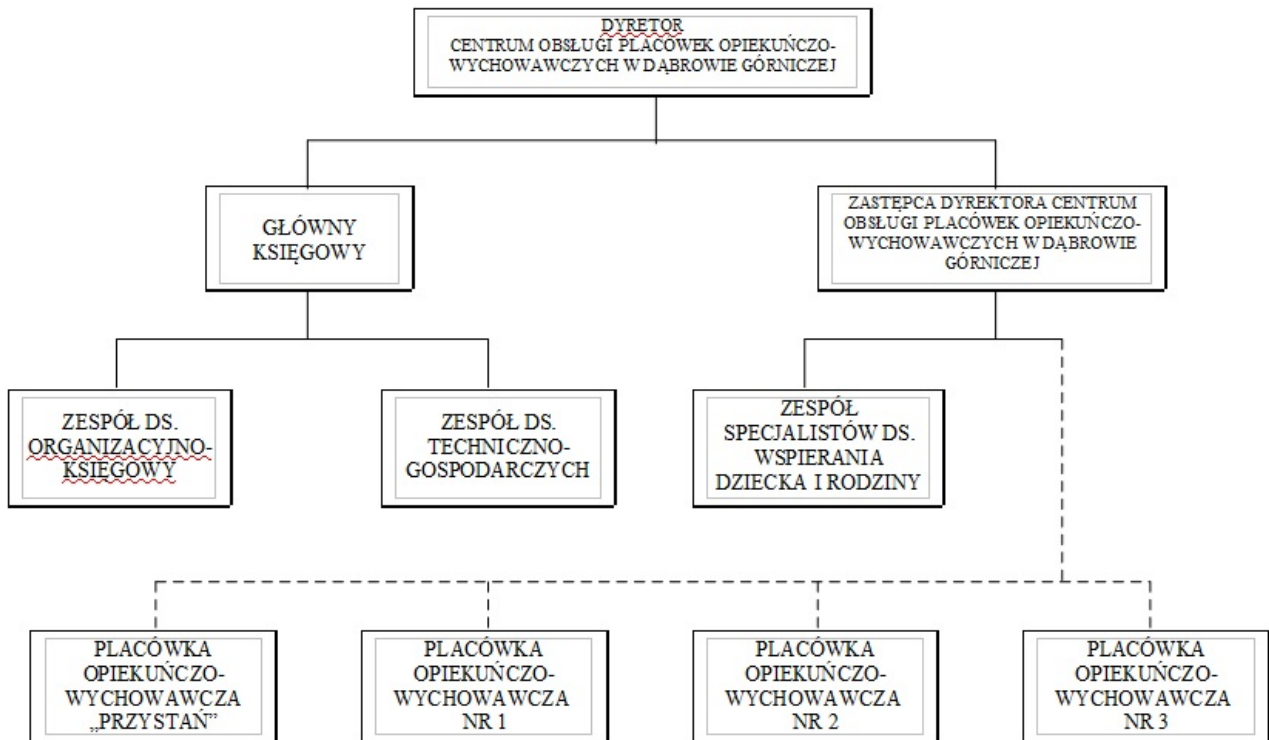 DYRETOR
CENTRUM OBSŁUGI PLACÓWEK OPIEKUŃCZO-
WYCHOWAWCZYCH W DĄBROWIE GÓRNICZEJ
GŁÓWNY
KSIĘGOWY
ZASTĘPCA DYREKTORA CENTRUM
OBSŁUGI PLACÓWEK OPIEKUŃCZO-
WYCHOWAWCZYCH W DĄBROWIE
GÓRNICZEJ
ZESPÓŁ DS.
ORGANIZACYJNO-
KSIĘGOWY
ZESPÓŁ DS.
TECHNICZNO-
GOSPODARCZYCH
ZESPÓŁ
SPECJALISTÓW DS.
WSPIERANIA
DZIECKA I RODZINY
PLACÓWKA
OPIEKUŃCZO-
WYCHOWAWCZA
„PRZYSTAŃ”
PLACÓWKA
OPIEKUŃCZO-
WYCHOWAWCZA
NR 1
PLACÓWKA
OPIEKUŃCZO-
WYCHOWAWCZA
NR 2
PLACÓWKA
OPIEKUŃCZO-
WYCHOWAWCZA
NR 3